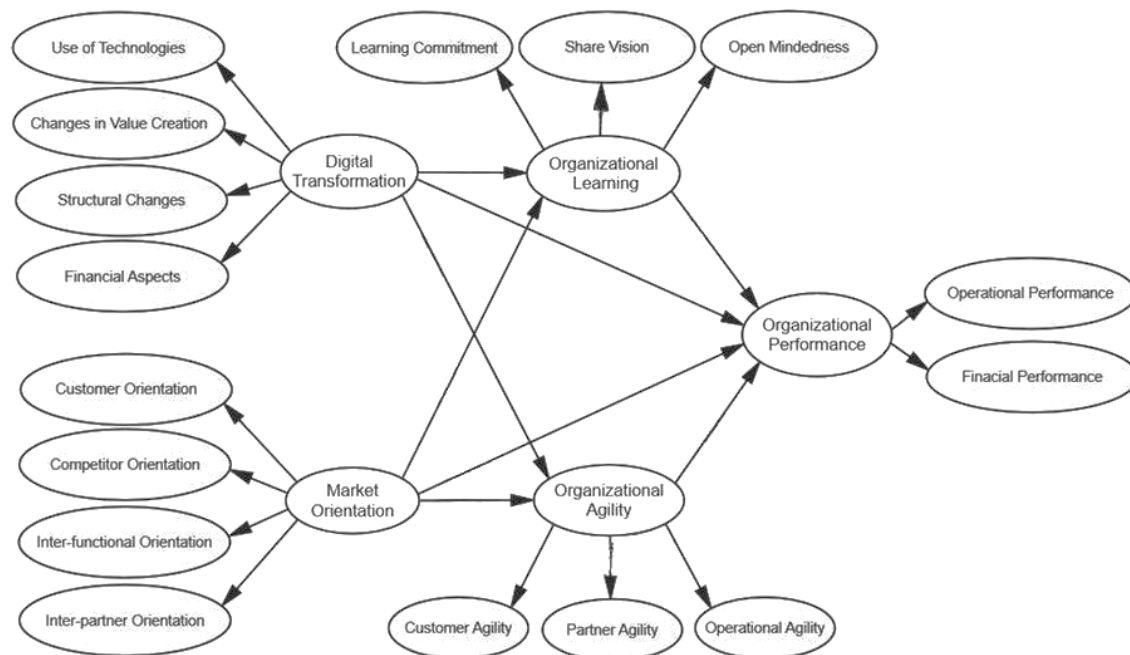 Use of Technologies
Learning Commitment
Share Vision
Open Mindedness
Changes in Value Creation
Digital
Transformation
Organizational
Learning
Structural Changes
Financial Aspects
Operational Performance
Organizational
Performance
Finacial Performance
Customer Orientation
Competitor Orientation
Market
Orientation
Organizational
Agility
Inter-functional Orientation
Inter-partner Orientation
Customer Agility
Partner Agility
Operational Agility